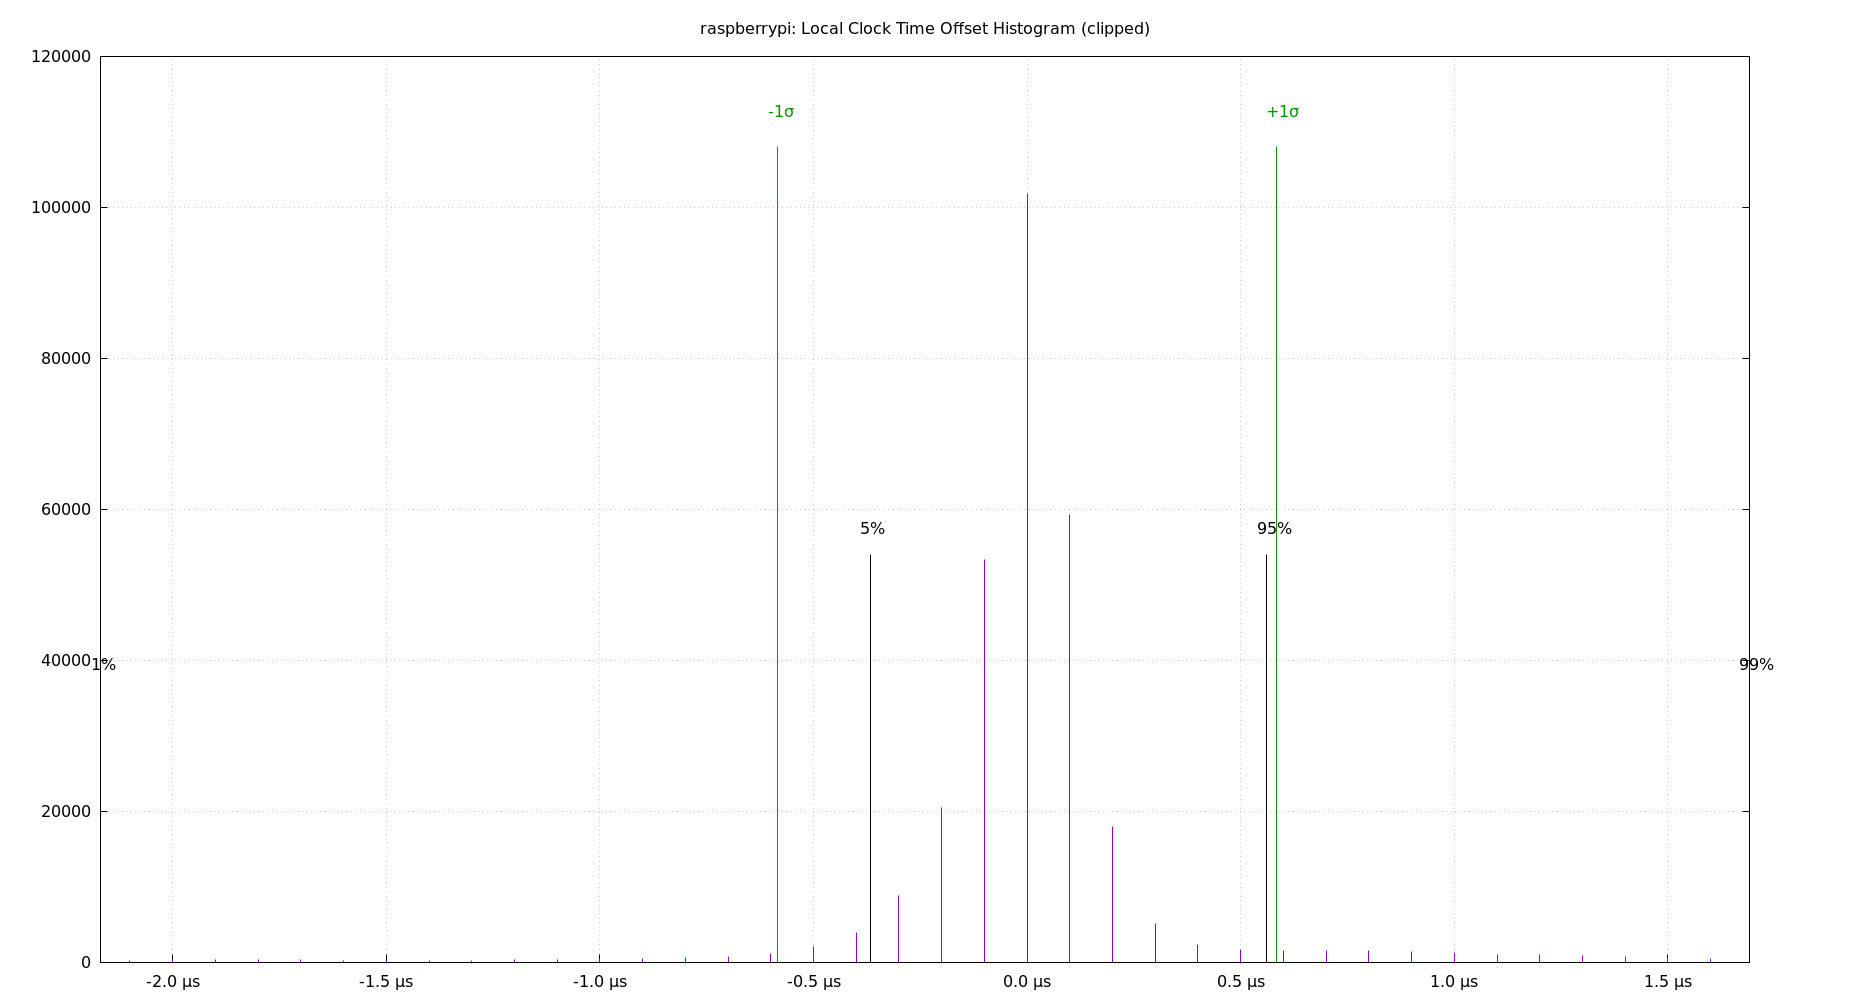 raspberrypi: Local Clock Time Offset Histogram (clipped)
120000
-1σ
+1σ
100000
80000
60000
5%
95%
40000
1%
99%
20000
0
-2.0 µs
-1.5 µs
-1.0 µs
-0.5 µs
0.0 µs
0.5 µs
1.0 µs
1.5 µs